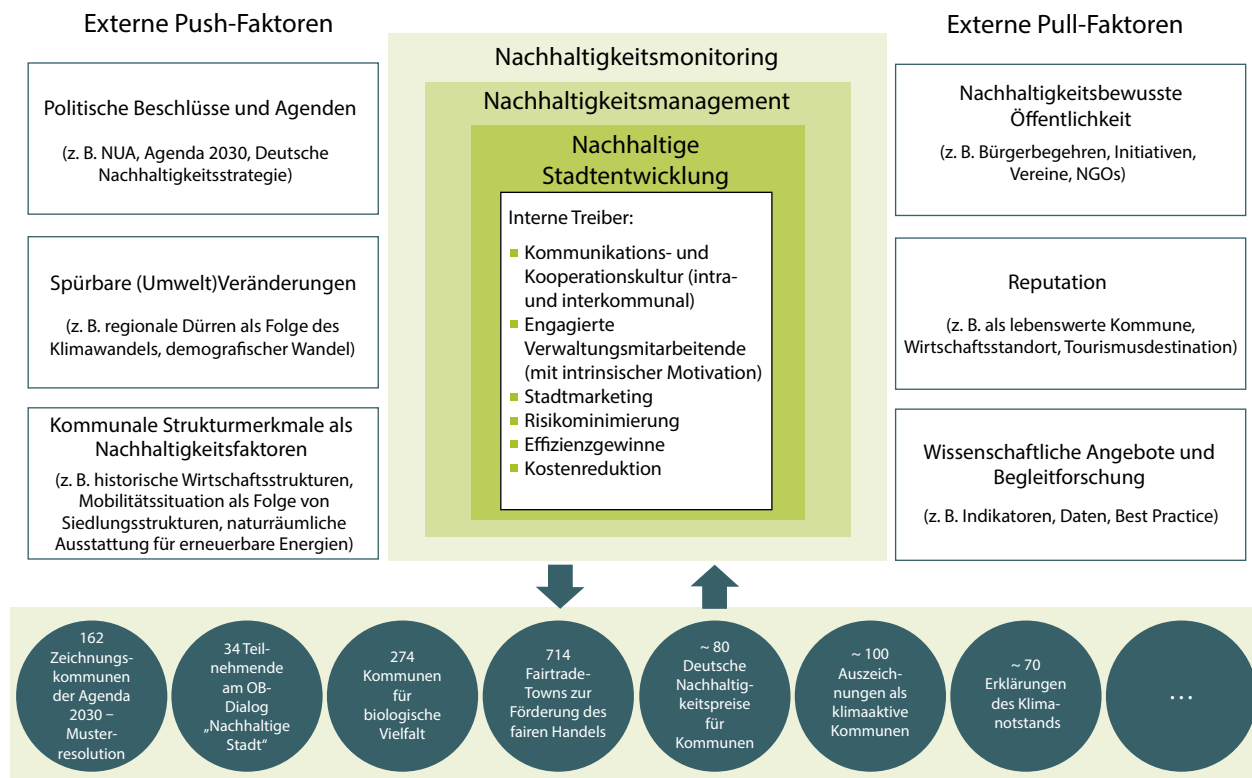 Externe Push-Faktoren
Politische Beschlüsse und Agenden
(z. B. NUA, Agenda 2030, Deutsche
Nachhaltigkeitsstrategie)
Spürbare (Umwelt)Veränderungen
(z. B. regionale Dürren als Folge des
Klimawandels, demografischer Wandel)
Kommunale Strukturmerkmale als
Nachhaltigkeitsfaktoren
(z. B. historische Wirtschaftsstrukturen,
Mobilitätssituation als Folge von
Siedlungsstrukturen, naturräumliche
Ausstattung für erneuerbare Energien)
Nachhaltigkeitsmonitoring
Nachhaltigkeitsmanagement
Nachhaltige
Stadtentwicklung
Interne Treiber:
Kommunikations- und
Kooperationskultur (intra-
und interkommunal)
Engagierte
Verwaltungsmitarbeitende
(mit intrinsischer Motivation)
Stadtmarketing
Risikominimierung
Effizienzgewinne
Kostenreduktion
Externe Pull-Faktoren
Nachhaltigkeitsbewusste
Öffentlichkeit
(z. B. Bürgerbegehren, Initiativen,
Vereine, NGOs)
Reputation
(z. B. als lebenswerte Kommune,
Wirtschaftsstandort, Tourismusdestination)
Wissenschaftliche Angebote und
Begleitforschung
(z. B. Indikatoren, Daten, Best Practice)
162
Zeichnungs-
kommunen
der Agenda
2030 –
Muster-
resolution
34 Teil-
nehmende
am OB-
Dialog
„Nachhaltige
Stadt“
274
Kommunen
für
biologische
Vielfalt
714
Fairtrade-
Towns zur
Förderung des
fairen Handels
~ 80
Deutsche
Nachhaltig-
keitspreise
für
Kommunen
~ 100
Auszeich-
nungen als
klimaaktive
Kommunen
~ 70
Erklärungen
des Klima-
notstands
...